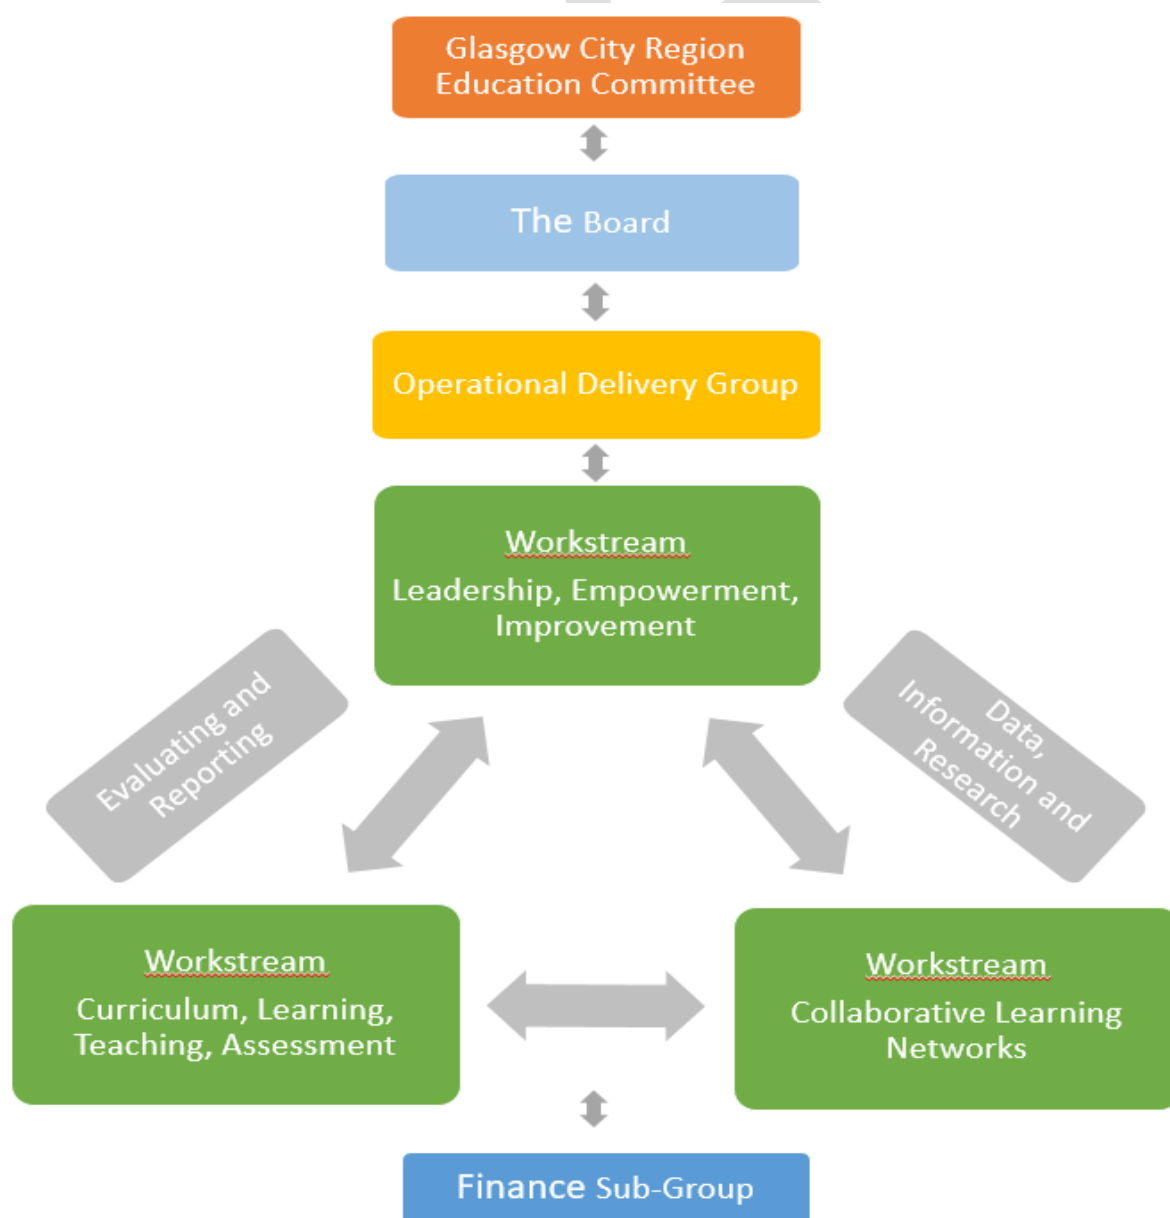 Glasgow City Region
Education Committee
The Board
Operational Delivery Group
Workstream
Leadership, Empowerment,
Improvement
Evaluating and
Reporting
Data,
Information and
Research
Workstream
Curriculum, Learning,
Teaching, Assessment
Workstream
Collaborative Learning
Networks
Finance Sub-Group